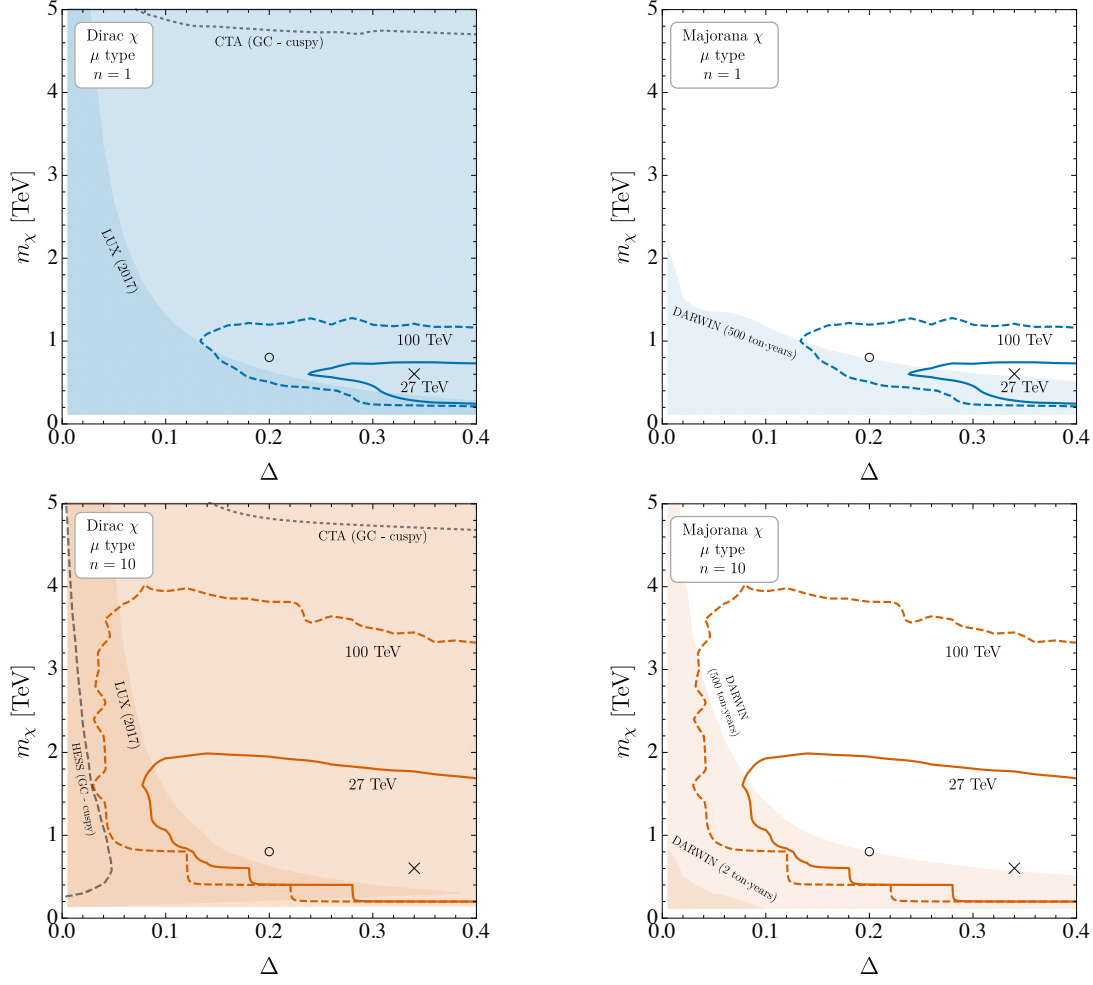 Dirac χ
μ type
n = 1
CTA (GC - cuspy)
LUX (2017)
100 TeV
27 TeV
5
4
3
2
1
0
0.0 0.1 0.2 0.3 0.4
m_χ [TeV]
Δ
Majorana χ
μ type
n = 1
DARWIN (500 ton·years)
100 TeV
27 TeV
5
4
3
2
1
0
0.0 0.1 0.2 0.3 0.4
m_χ [TeV]
Δ
Dirac χ
μ type
n = 10
CTA (GC - cuspy)
LUX (2017)
HESS (GC - cuspy)
100 TeV
27 TeV
5
4
3
2
1
0
0.0 0.1 0.2 0.3 0.4
m_χ [TeV]
Δ
Majorana χ
μ type
n = 10
DARWIN
(500 ton·years)
DARWIN (2 ton·years)
100 TeV
27 TeV
5
4
3
2
1
0
0.0 0.1 0.2 0.3 0.4
m_χ [TeV]
Δ